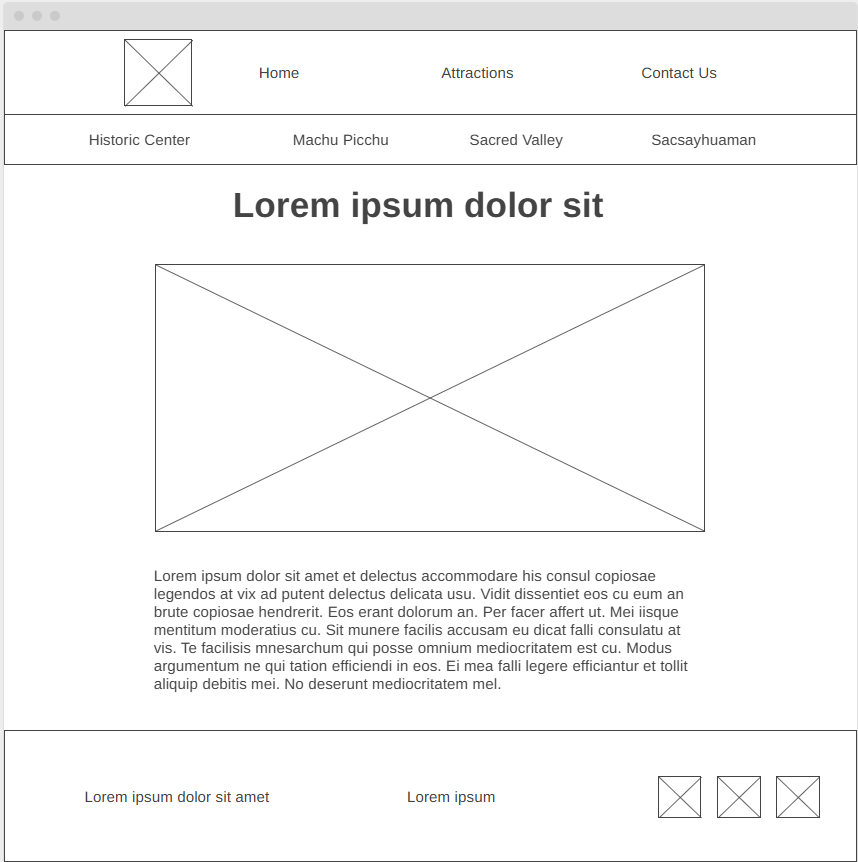 Home
Attractions
Contact Us
Historic Center
Machu Picchu
Sacred Valley
Sacsayhuaman
Lorem ipsum dolor sit
Lorem ipsum dolor sit amet et delectus accommodare his consul copiosae
legendos at vix ad putent delectus delicata usu. Vidit dissentiet eos cu eum an
brute copiosae hendrerit. Eos erant dolorum an. Per facer affert ut. Mei iisque
mentitum moderatius cu. Sit munere facilis accusam eu dicat falli consulatu at
vis. Te facilisis mnesarchum qui posse omnium mediocritatem est cu. Modus
argumentum ne qui tation efficiendi in eos. Ei mea falli legere efficiantur et tollit
aliquip debitis mei. No deserunt mediocritatem mel.
Lorem ipsum dolor sit amet
Lorem ipsum